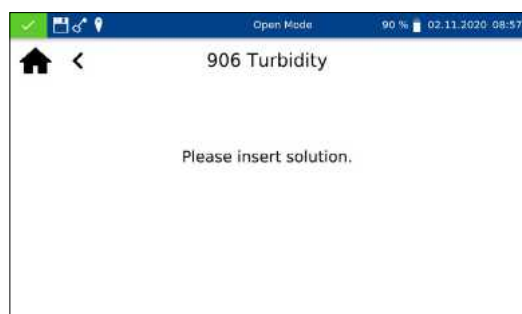 Open Mode 90 % 02.11.2020 08:57
906 Turbidity
Please insert solution.